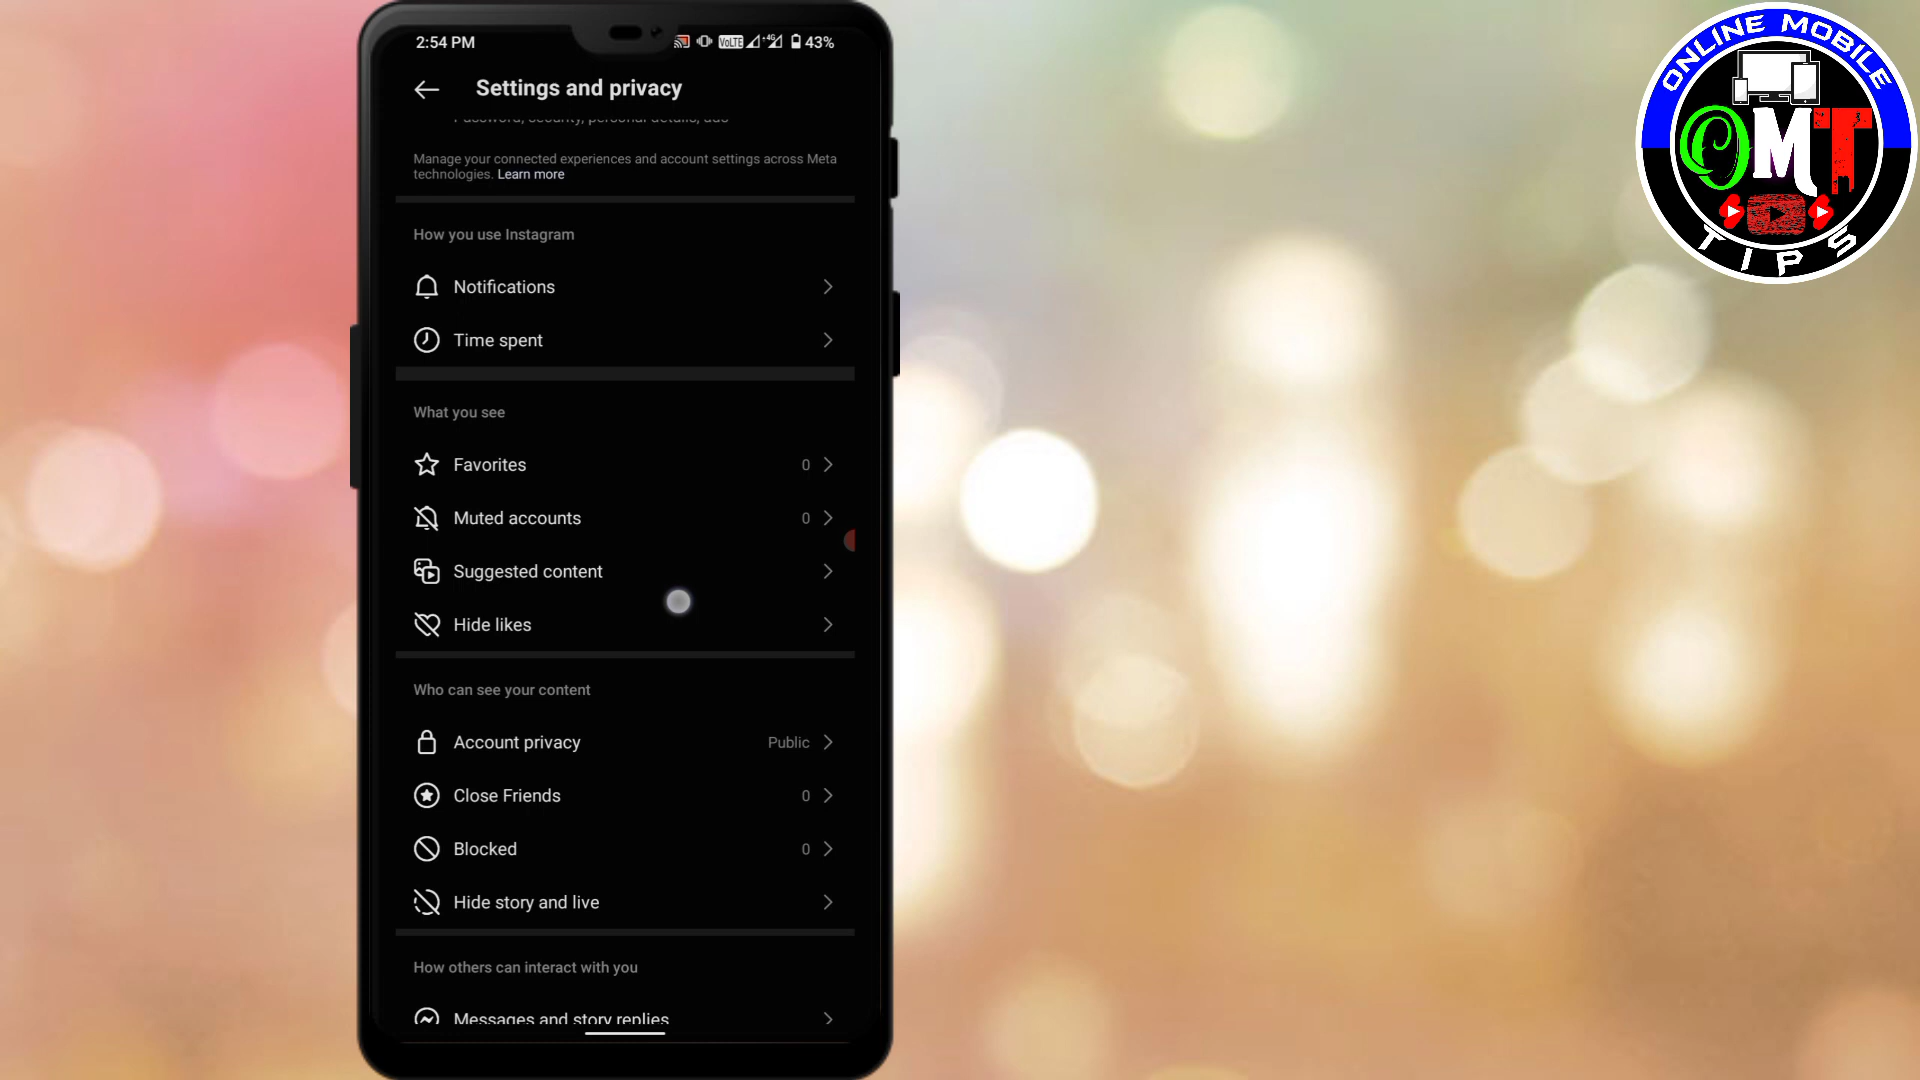 2:54 PM
VoLTE
4G
43%
Settings and privacy
Password, security, personal details, ads
Manage your connected experiences and account settings across Meta
technologies. Learn more
How you use Instagram
Notifications
Time spent
What you see
Favorites 0
Muted accounts 0
Suggested content
Hide likes
Who can see your content
Account privacy Public
Close Friends 0
Blocked 0
Hide story and live
How others can interact with you
Messages and story replies
ONLINE MOBILE
OMT
TIPS